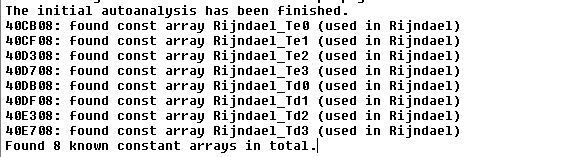 The initial autoanalysis has been finished.
40CB08: found const array Rijndael_Te0 (used in Rijndael)
40CF08: found const array Rijndael_Te1 (used in Rijndael)
40D308: found const array Rijndael_Te2 (used in Rijndael)
40D708: found const array Rijndael_Te3 (used in Rijndael)
40DB08: found const array Rijndael_Td0 (used in Rijndael)
40DF08: found const array Rijndael_Td1 (used in Rijndael)
40E308: found const array Rijndael_Td2 (used in Rijndael)
40E708: found const array Rijndael_Td3 (used in Rijndael)
Found 8 known constant arrays in total.